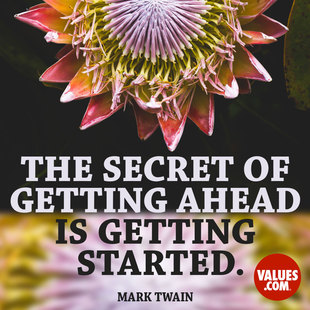 THE SECRET OF
GETTING AHEAD
IS GETTING
STARTED.
MARK TWAIN
VALUES
.COM